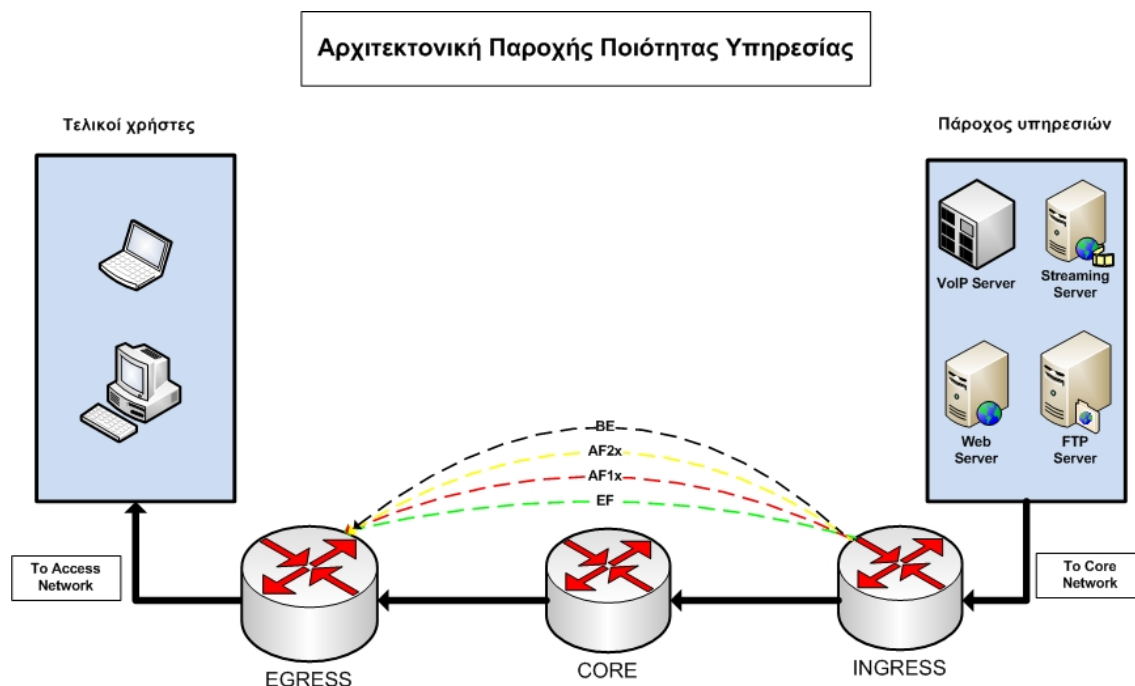 Αρχιτεκτονική Παροχής Ποιότητας Υπηρεσίας
Τελικοί χρήστες
Πάροχος υπηρεσιών
VoIP Server
Streaming
Server
Web
Server
FTP
Server
BE
AF2x
AF1x
EF
To Access
Network
To Core
Network
EGRESS
CORE
INGRESS